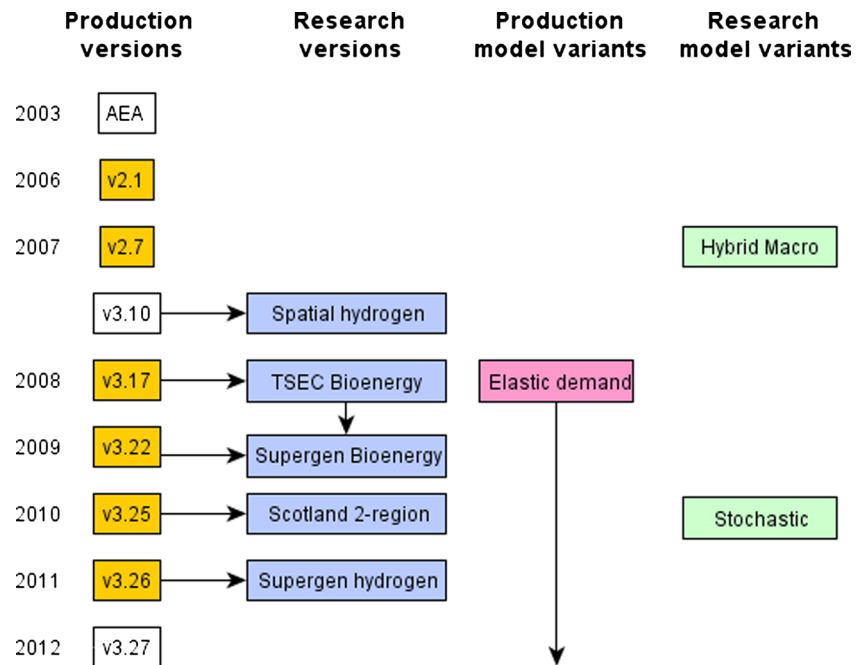 Production versions
Research versions
Production model variants
Research model variants
2003
AEA
2006
v2.1
2007
v2.7
Hybrid Macro
v3.10
Spatial hydrogen
2008
v3.17
TSEC Bioenergy
Elastic demand
2009
v3.22
Supergen Bioenergy
2010
v3.25
Scotland 2-region
Stochastic
2011
v3.26
Supergen hydrogen
2012
v3.27